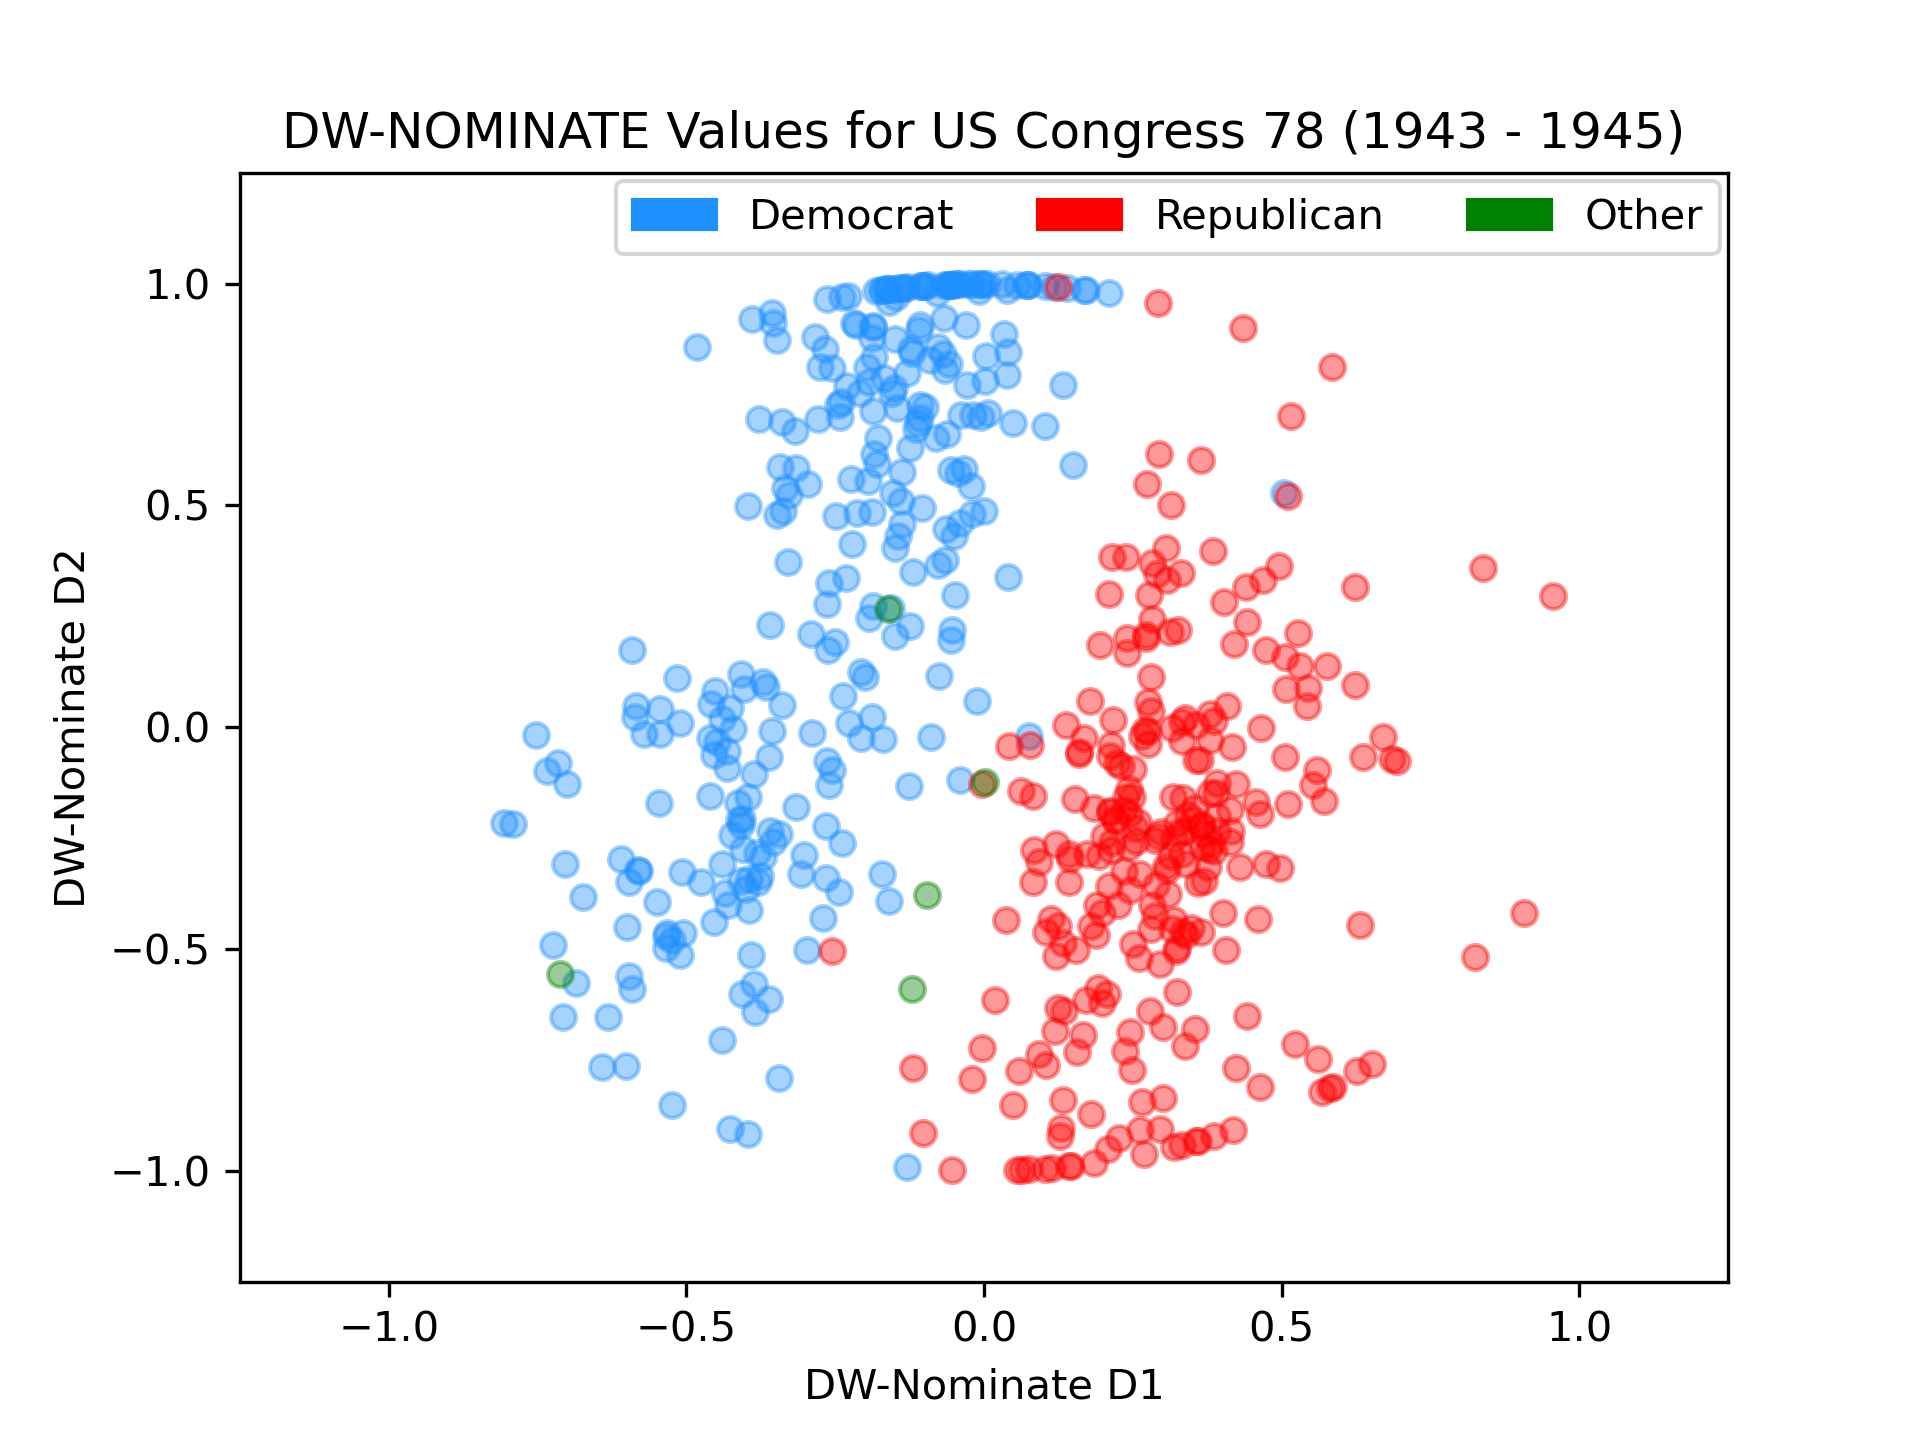 DW-NOMINATE Values for US Congress 78 (1943 - 1945)
Democrat Republican Other
1.0
0.5
0.0
−0.5
−1.0
DW-Nominate D2
−1.0 −0.5 0.0 0.5 1.0
DW-Nominate D1